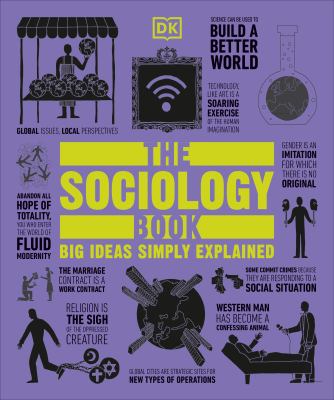 DK
SCIENCE CAN BE USED TO
BUILD A
BETTER
WORLD
TECHNOLOGY,
LIKE ART IS A
SOARING
EXERCISE
OF THE HUMAN
IMAGINATION
GLOBAL ISSUES, LOCAL PERSPECTIVES
GENDER IS AN
IMITATION
FOR WHICH
THERE IS NO
ORIGINAL
ABANDON ALL
HOPE OF
TOTALITY,
YOU WHO ENTER
THE WORLD OF
FLUID
MODERNITY
THE
SOCIOLOGY
BOOK
BIG IDEAS SIMPLY EXPLAINED
THE MARRIAGE
CONTRACT IS A
WORK CONTRACT
SOME COMMIT CRIMES BECAUSE
THEY ARE RESPONDING TO A
SOCIAL SITUATION
RELIGION IS
THE SIGH
OF THE OPPRESSED
CREATURE
WESTERN MAN
HAS BECOME A
CONFESSING ANIMAL
GLOBAL CITIES ARE STRATEGIC SITES FOR
NEW TYPES OF OPERATIONS